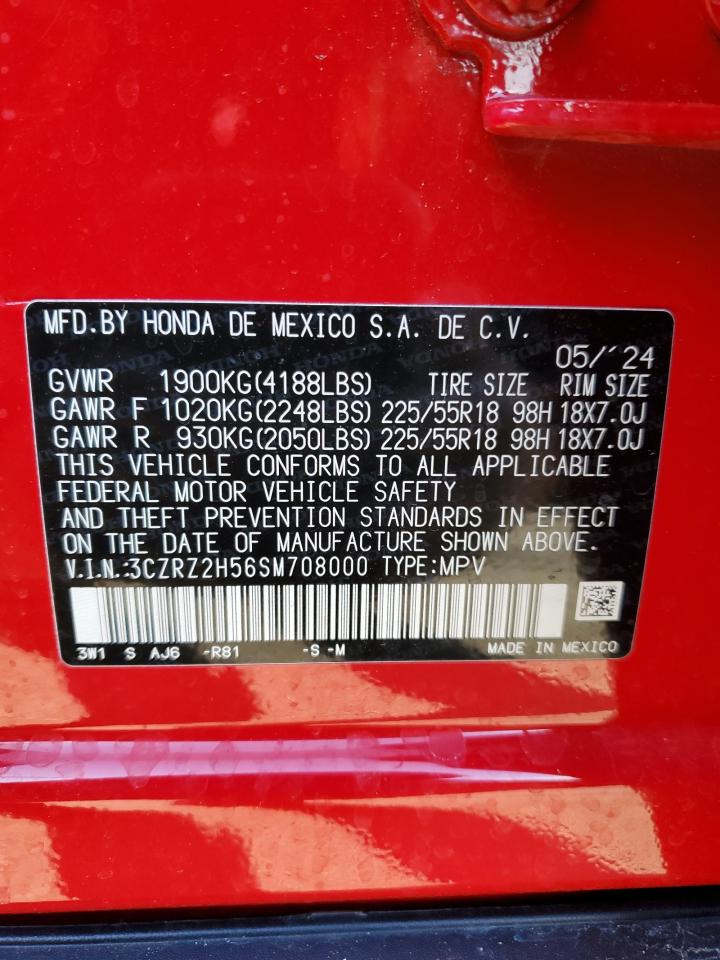 MFD.BY HONDA DE MEXICO S.A. DE C.V.
05/´24
GVWR 1900KG(4188LBS) TIRE SIZE RIM SIZE
GAWR F 1020KG(2248LBS) 225/55R18 98H 18X7.0J
GAWR R 930KG(2050LBS) 225/55R18 98H 18X7.0J
THIS VEHICLE CONFORMS TO ALL APPLICABLE
FEDERAL MOTOR VEHICLE SAFETY
AND THEFT PREVENTION STANDARDS IN EFFECT
ON THE DATE OF MANUFACTURE SHOWN ABOVE.
V.I.N.:3CZRZ2H56SM708000 TYPE:MPV
3W1 S AJ6 -R81 -S -M MADE IN MEXICO